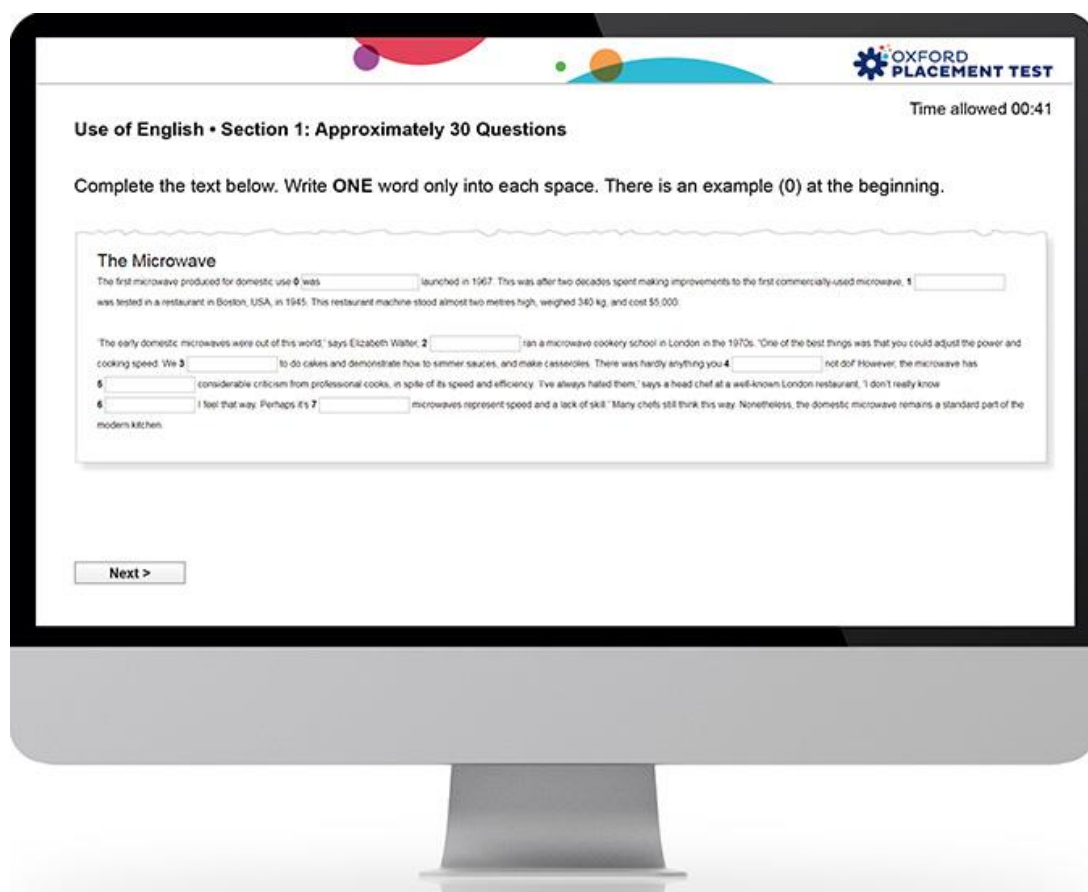 OXFORD
PLACEMENT TEST
Time allowed 00:41
Use of English • Section 1: Approximately 30 Questions
Complete the text below. Write ONE word only into each space. There is an example (0) at the beginning.
The Microwave
The first microwave produced for domestic use 0 was launched in 1967. This was after two decades spent making improvements to the first commercially-used microwave, 1
was tested in a restaurant in Boston, USA, in 1945. This restaurant machine stood almost two metres high, weighed 340 kg, and cost $5,000.
'The early domestic microwaves were out of this world,' says Elizabeth Walter, 2 ran a microwave cookery school in London in the 1970s. 'One of the best things was that you could adjust the power and
cooking speed. We 3 to do cakes and demonstrate how to simmer sauces, and make casseroles. There was hardly anything you 4 not do!' However, the microwave has
5 considerable criticism from professional cooks, in spite of its speed and efficiency. 'I've always hated them,' says a head chef at a well-known London restaurant, 'I don't really know
6 I feel that way. Perhaps it's 7 microwaves represent speed and a lack of skill.' Many chefs still think this way. Nonetheless, the domestic microwave remains a standard part of the
modern kitchen.
Next >